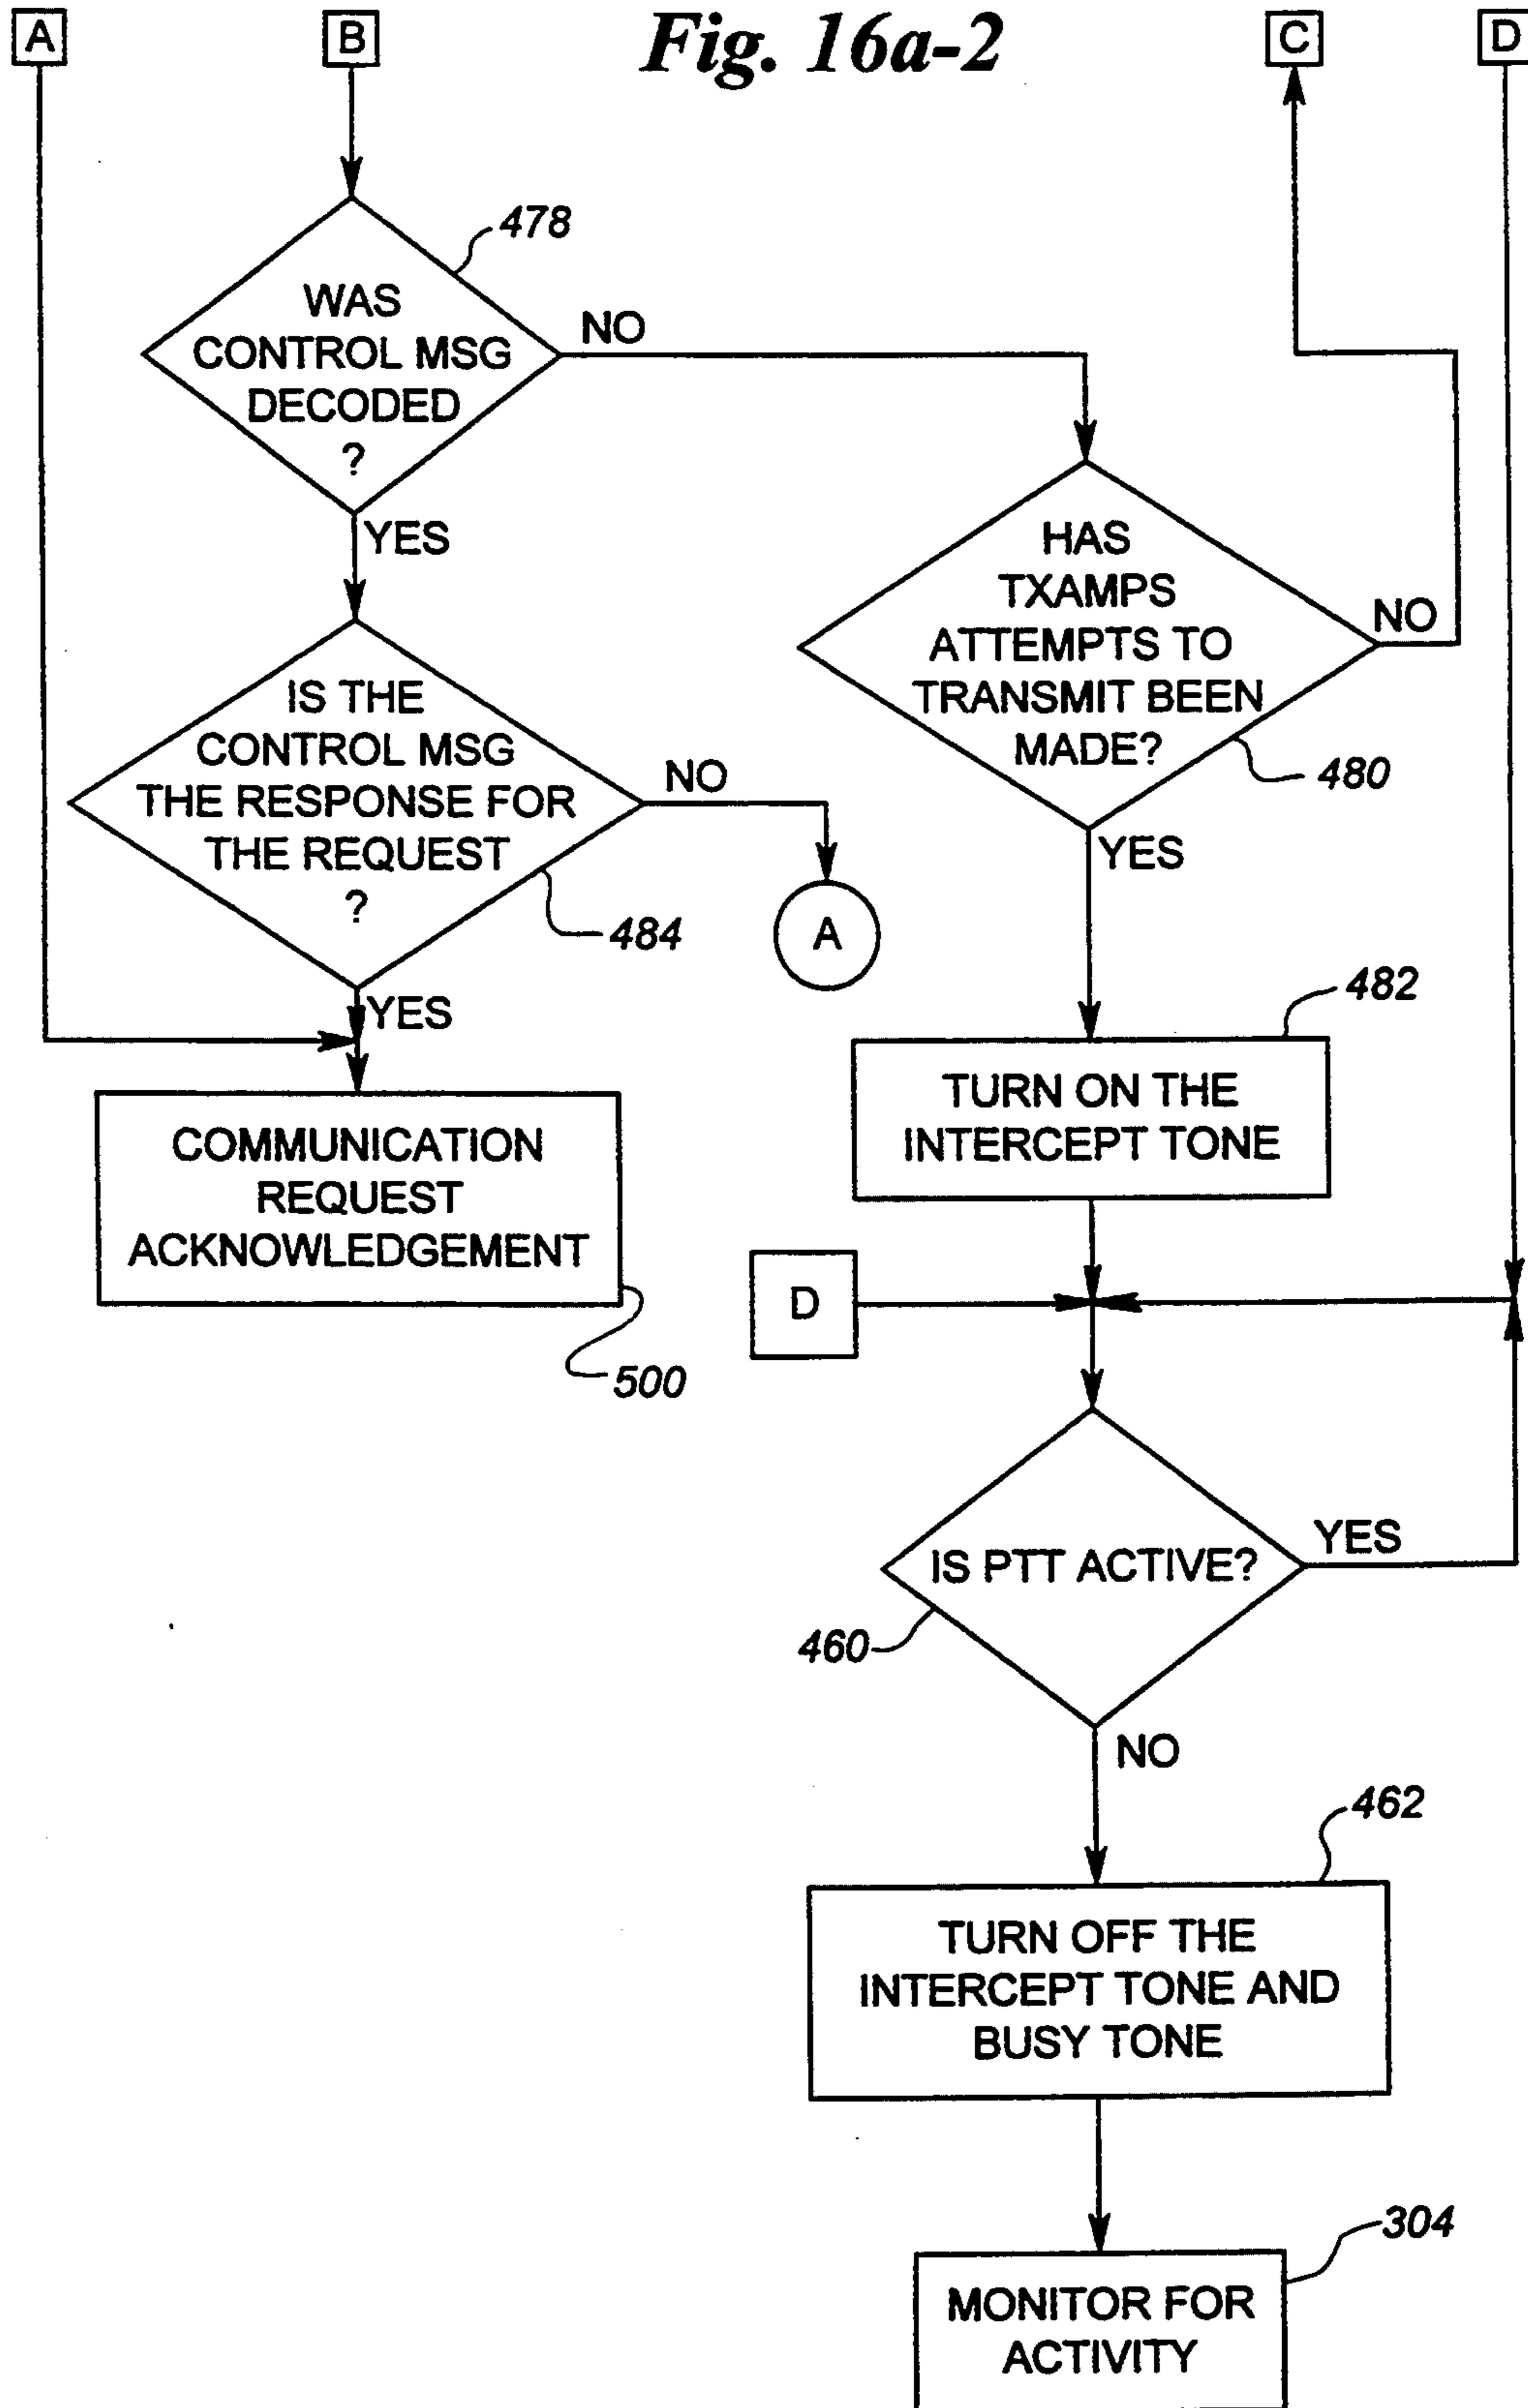 A
B
Fig. 16a-2
C
D
478
WAS
CONTROL MSG
DECODED
?
NO
YES
HAS
TXAMPS
ATTEMPTS TO
TRANSMIT BEEN
MADE?
NO
480
YES
IS THE
CONTROL MSG
THE RESPONSE FOR
THE REQUEST
?
NO
484
A
YES
482
TURN ON THE
INTERCEPT TONE
COMMUNICATION
REQUEST
ACKNOWLEDGEMENT
500
D
IS PTT ACTIVE?
YES
460
NO
462
TURN OFF THE
INTERCEPT TONE AND
BUSY TONE
304
MONITOR FOR
ACTIVITY